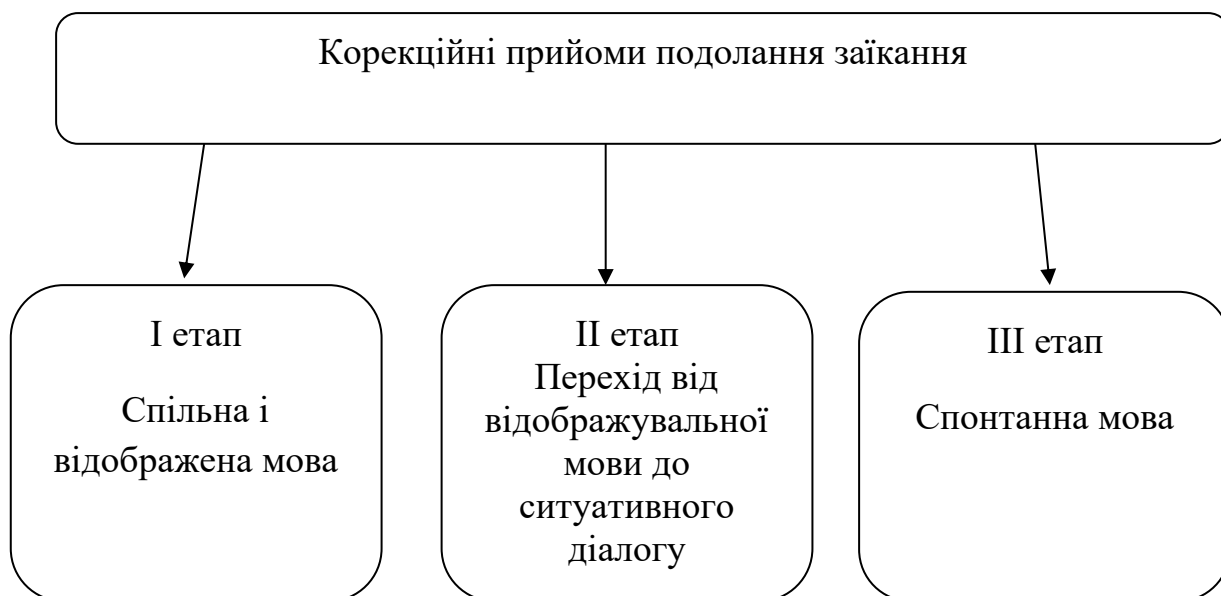 Корекційні прийоми подолання заїкання
І етап
Спільна і
відображена мова
ІІ етап
Перехід від
відображувальної
мови до
ситуативного
діалогу
ІІІ етап
Спонтанна мова